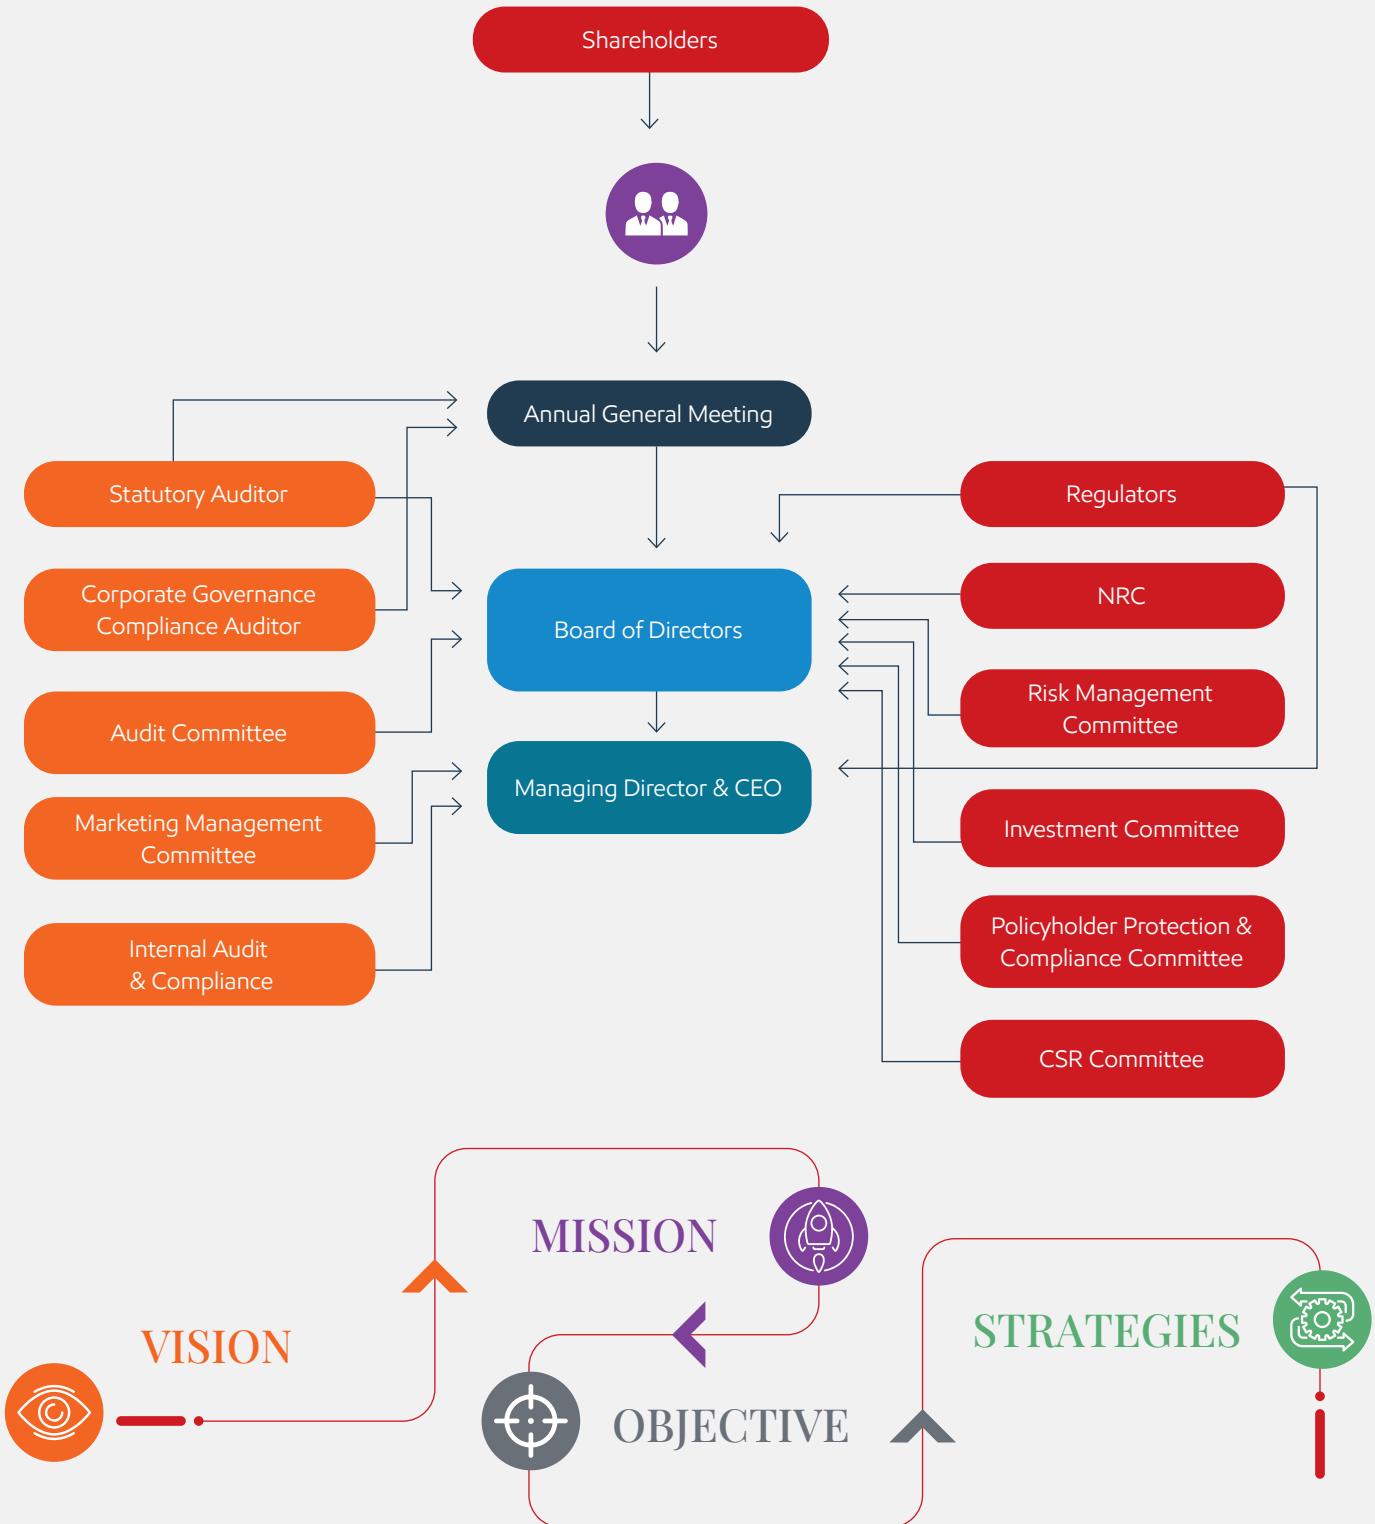 Shareholders
Annual General Meeting
Statutory Auditor
Regulators
Corporate Governance
Compliance Auditor
NRC
Board of Directors
Audit Committee
Risk Management
Committee
Managing Director & CEO
Marketing Management
Committee
Investment Committee
Internal Audit
& Compliance
Policyholder Protection &
Compliance Committee
CSR Committee
VISION
MISSION
OBJECTIVE
STRATEGIES